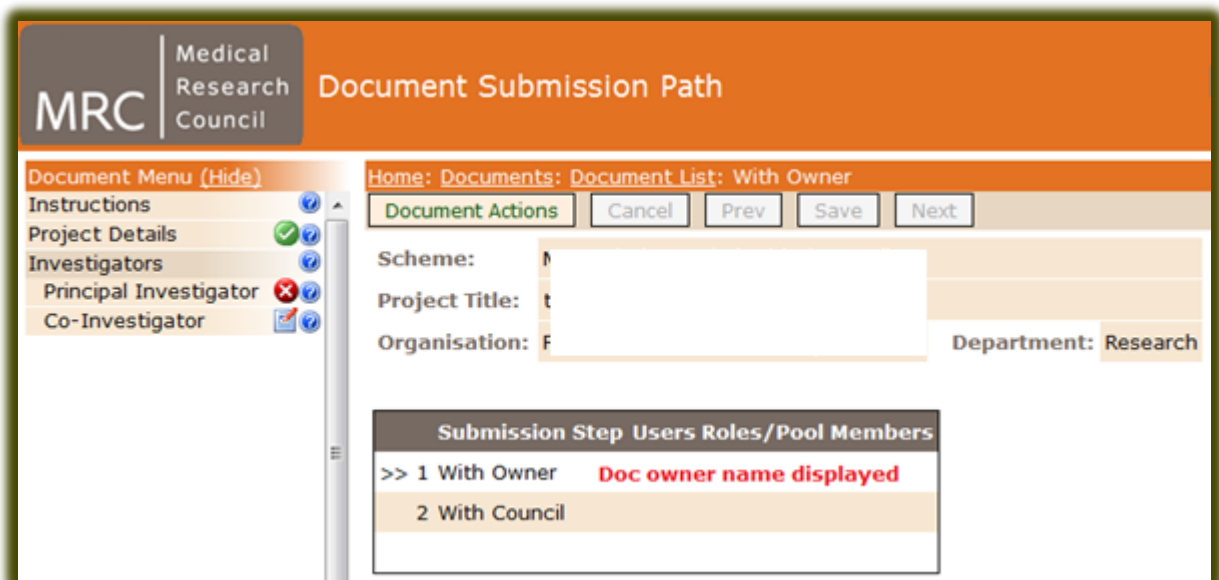 MRC
Medical
Research
Council
Document Submission Path
Document Menu (Hide)
Instructions
Project Details
Investigators
Principal Investigator
Co-Investigator
Home: Documents: Document List: With Owner
Document Actions Cancel Prev Save Next
Scheme:
Project Title: t
Organisation: Department: Research
Submission Step Users Roles/Pool Members
>> 1 With Owner Doc owner name displayed
2 With Council